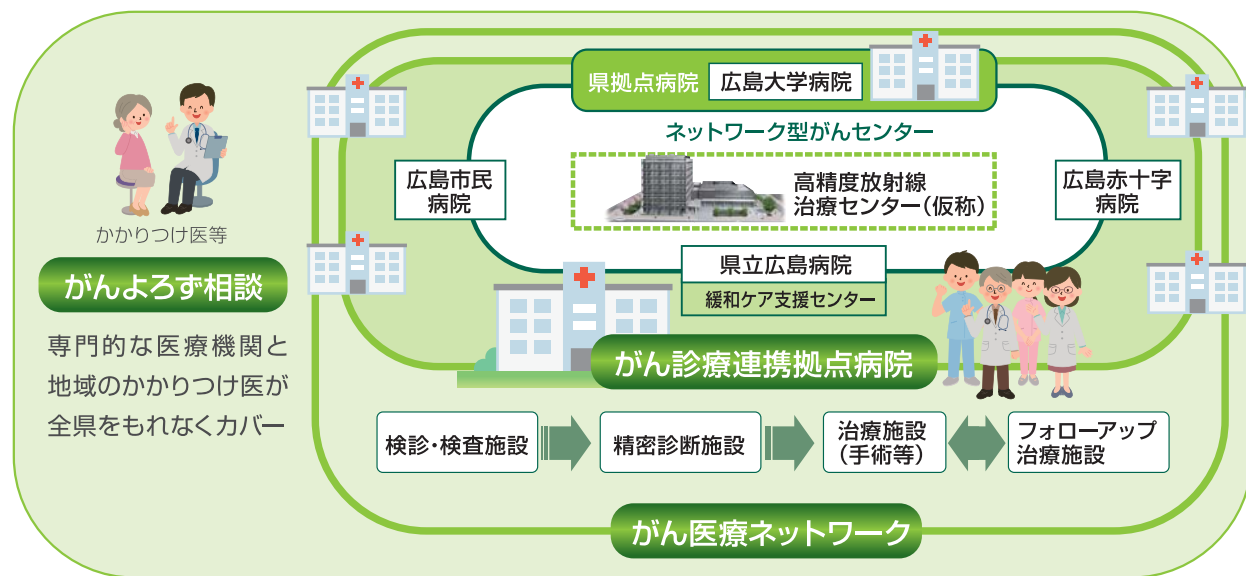 県拠点病院
広島大学病院
ネットワーク型がんセンター
広島市民
病院
高精度放射線
治療センター(仮称)
広島赤十字
病院
県立広島病院
緩和ケア支援センター
がん診療連携拠点病院
かかりつけ医等
がんよろず相談
専門的な医療機関と
地域のかかりつけ医が
全県をもれなくカバー
検診・検査施設
精密診断施設
治療施設
(手術等)
フォローアップ
治療施設
がん医療ネットワーク